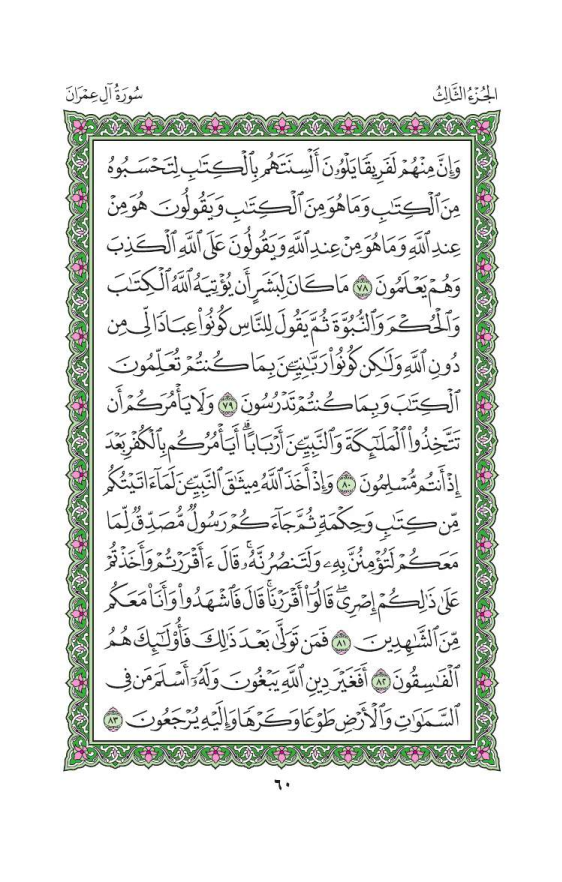 الجُزْءُ الثَّالِثُ
سُورَةُ آلِ عِمْرَانَ
وَإِنَّ مِنْهُمْ لَفَرِيقًا يَلْوُۥنَ أَلْسِنَتَهُم بِٱلْكِتَٰبِ لِتَحْسَبُوهُ
مِنَ ٱلْكِتَٰبِ وَمَا هُوَ مِنَ ٱلْكِتَٰبِ وَيَقُولُونَ هُوَ مِنْ
عِندِ ٱللَّهِ وَمَا هُوَ مِنْ عِندِ ٱللَّهِ وَيَقُولُونَ عَلَى ٱللَّهِ ٱلْكَذِبَ
وَهُمْ يَعْلَمُونَ ٧٨ مَا كَانَ لِبَشَرٍ أَن يُؤْتِيَهُ ٱللَّهُ ٱلْكِتَٰبَ
وَٱلْحُكْمَ وَٱلنُّبُوَّةَ ثُمَّ يَقُولَ لِلنَّاسِ كُونُوا۟ عِبَادًا لِّى مِن
دُونِ ٱللَّهِ وَلَٰكِن كُونُوا۟ رَبَّٰنِيِّـۧنَ بِمَا كُنتُمْ تُعَلِّمُونَ
ٱلْكِتَٰبَ وَبِمَا كُنتُمْ تَدْرُسُونَ ٧٩ وَلَا يَأْمُرَكُمْ أَن
تَتَّخِذُوا۟ ٱلْمَلَٰٓئِكَةَ وَٱلنَّبِيِّـۧنَ أَرْبَابًا ۗ أَيَأْمُرُكُم بِٱلْكُفْرِ بَعْدَ
إِذْ أَنتُم مُّسْلِمُونَ ٨٠ وَإِذْ أَخَذَ ٱللَّهُ مِيثَٰقَ ٱلنَّبِيِّـۧنَ لَمَآ ءَاتَيْتُكُم
مِّن كِتَٰبٍ وَحِكْمَةٍ ثُمَّ جَآءَكُمْ رَسُولٌ مُّصَدِّقٌ لِّمَا
مَعَكُمْ لَتُؤْمِنُنَّ بِهِۦ وَلَتَنصُرُنَّهُۥ ۚ قَالَ ءَأَقْرَرْتُمْ وَأَخَذْتُمْ
عَلَىٰ ذَٰلِكُمْ إِصْرِى ۖ قَالُوٓا۟ أَقْرَرْنَا ۚ قَالَ فَٱشْهَدُوا۟ وَأَنَا۠ مَعَكُم
مِّنَ ٱلشَّٰهِدِينَ ٨١ فَمَن تَوَلَّىٰ بَعْدَ ذَٰلِكَ فَأُو۟لَٰٓئِكَ هُمُ
ٱلْفَٰسِقُونَ ٨٢ أَفَغَيْرَ دِينِ ٱللَّهِ يَبْغُونَ وَلَهُۥٓ أَسْلَمَ مَن فِى
ٱلسَّمَٰوَٰتِ وَٱلْأَرْضِ طَوْعًا وَكَرْهًا وَإِلَيْهِ يُرْجَعُونَ ٨٣
٦٠